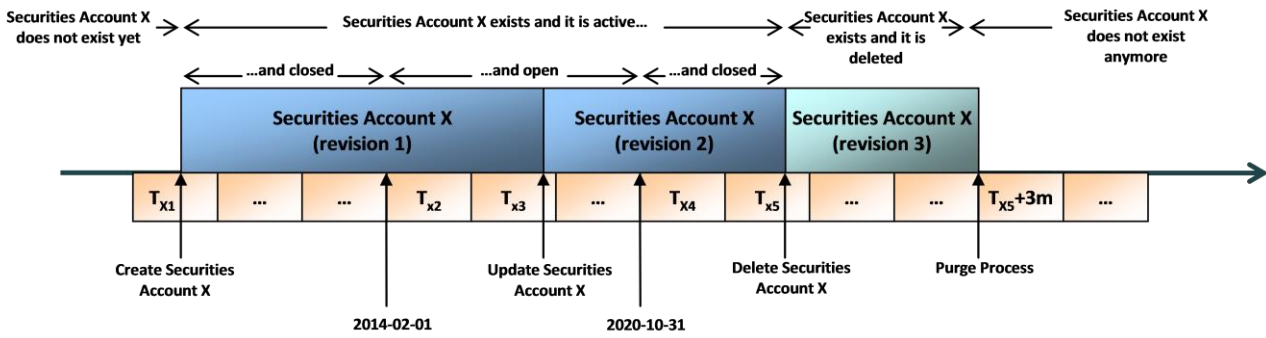 Securities Account X
does not exist yet
Securities Account X exists and it is active...
Securities Account X
exists and it is
deleted
Securities Account X
does not exist
anymore
...and closed
...and open
...and closed
Securities Account X
(revision 1)
Securities Account X
(revision 2)
Securities Account X
(revision 3)
TX1
...
...
Tx2
Tx3
...
TX4
Tx5
...
...
TX5+3m
...
Create Securities
Account X
Update Securities
Account X
Delete Securities
Account X
Purge Process
2014-02-01
2020-10-31